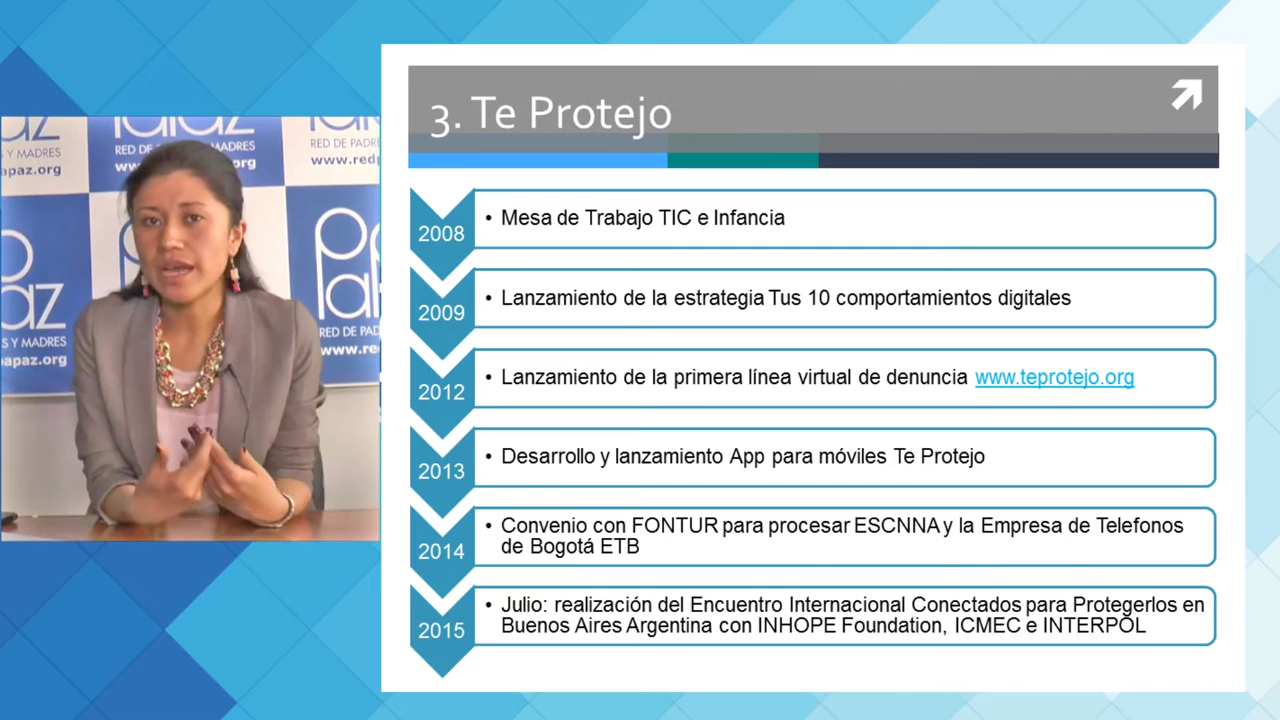 papaz
RED DE PADRES Y MADRES
www.redpapaz.org
3. Te Protejo
2008
• Mesa de Trabajo TIC e Infancia
2009
• Lanzamiento de la estrategia Tus 10 comportamientos digitales
2012
• Lanzamiento de la primera línea virtual de denuncia www.teprotejo.org
2013
• Desarrollo y lanzamiento App para móviles Te Protejo
2014
• Convenio con FONTUR para procesar ESCNNA y la Empresa de Telefonos
de Bogotá ETB
2015
• Julio: realización del Encuentro Internacional Conectados para Protegerlos en
Buenos Aires Argentina con INHOPE Foundation, ICMEC e INTERPOL